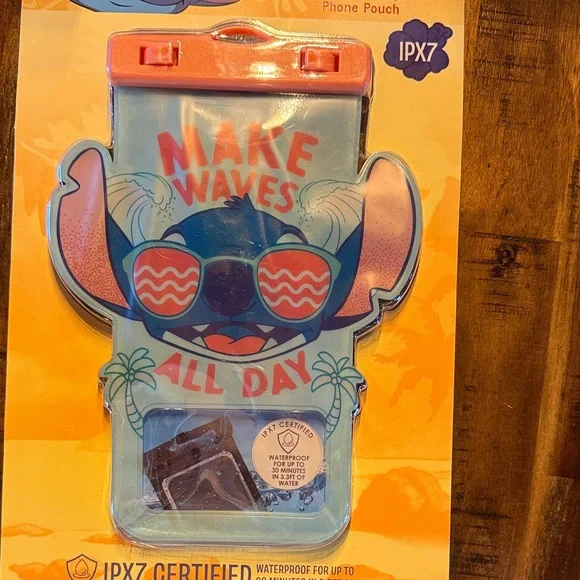 Phone Pouch
IPX7
MAKE
WAVES
ALL DAY
IPX7 CERTIFIED
WATERPROOF
FOR UP TO
30 MINUTES
IN 3.3FT OF
WATER
IPX7 CERTIFIED
WATERPROOF FOR UP TO